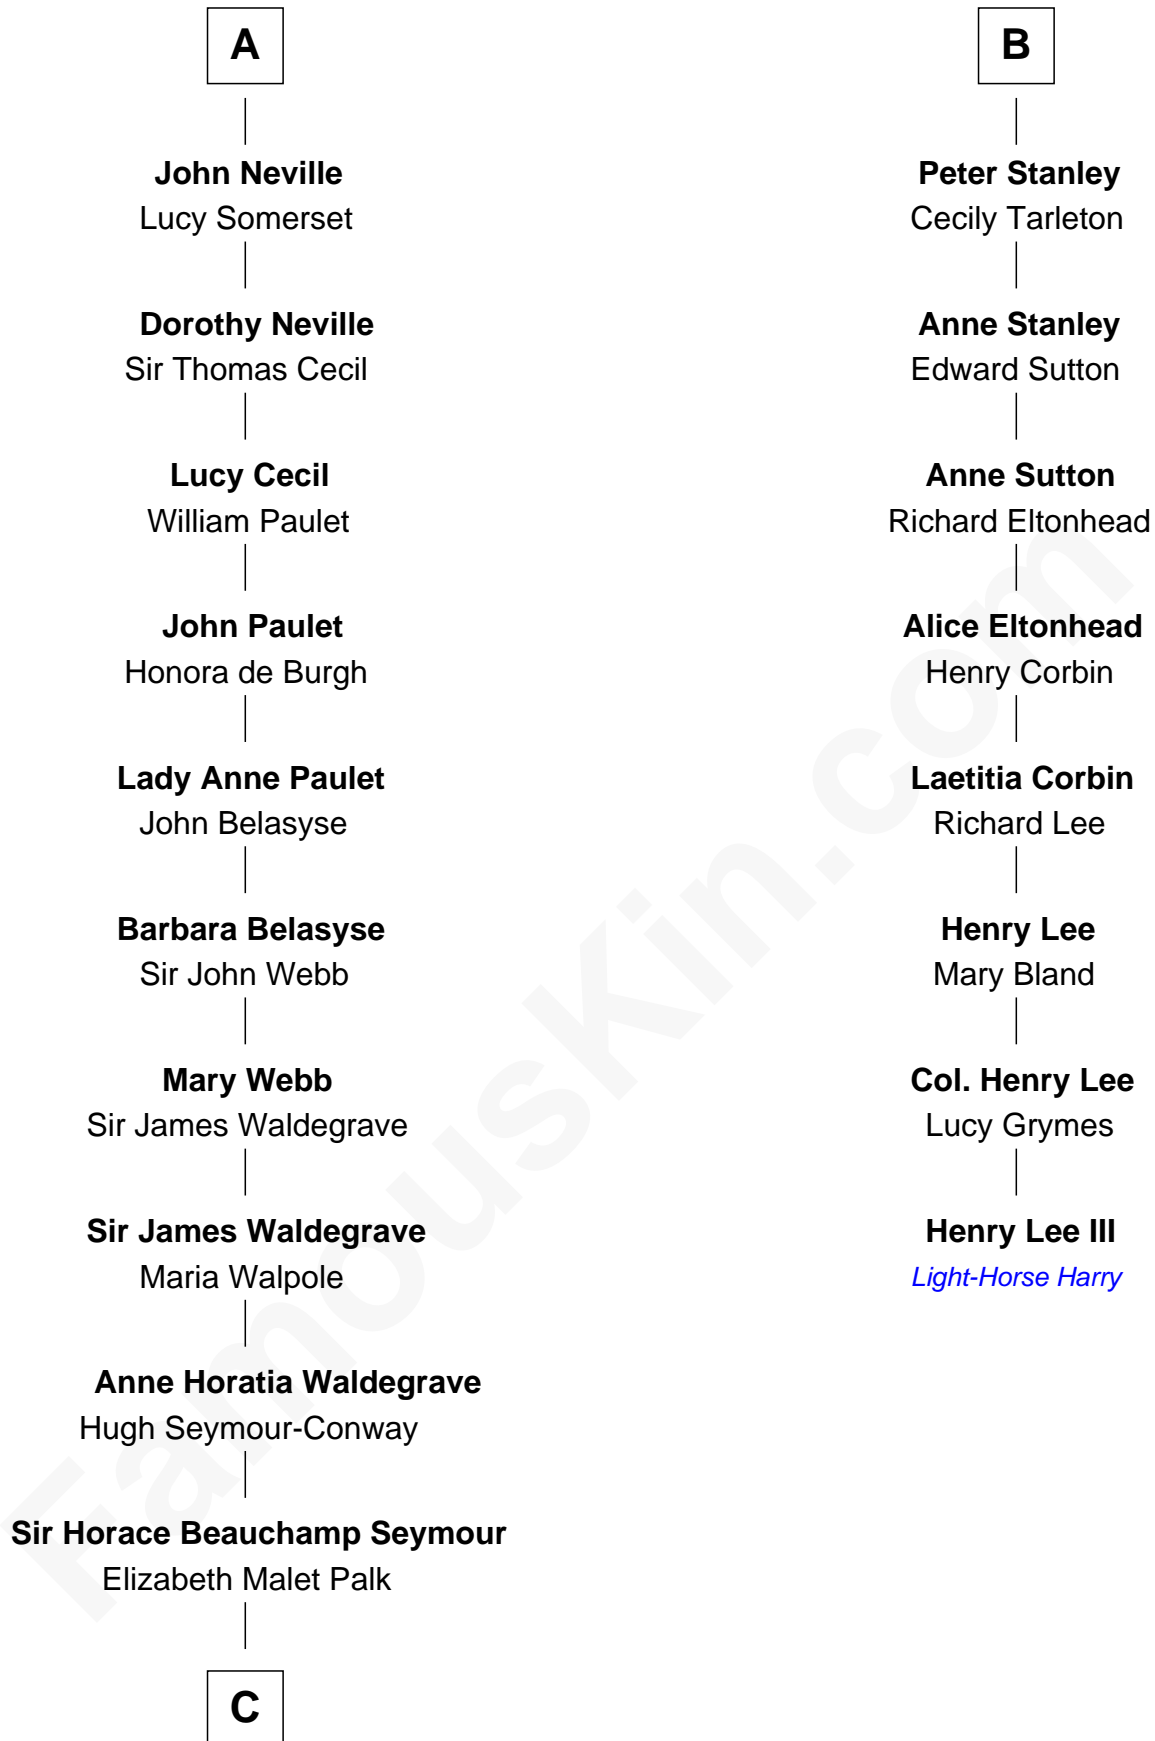 A
John Neville
Lucy Somerset
Dorothy Neville
Sir Thomas Cecil
Lucy Cecil
William Paulet
John Paulet
Honora de Burgh
Lady Anne Paulet
John Belasyse
Barbara Belasyse
Sir John Webb
Mary Webb
Sir James Waldegrave
Sir James Waldegrave
Maria Walpole
Anne Horatia Waldegrave
Hugh Seymour-Conway
Sir Horace Beauchamp Seymour
Elizabeth Malet Palk
C
B
Peter Stanley
Cecily Tarleton
Anne Stanley
Edward Sutton
Anne Sutton
Richard Eltonhead
Alice Eltonhead
Henry Corbin
Laetitia Corbin
Richard Lee
Henry Lee
Mary Bland
Col. Henry Lee
Lucy Grymes
Henry Lee III
Light-Horse Harry
FamousKin.com